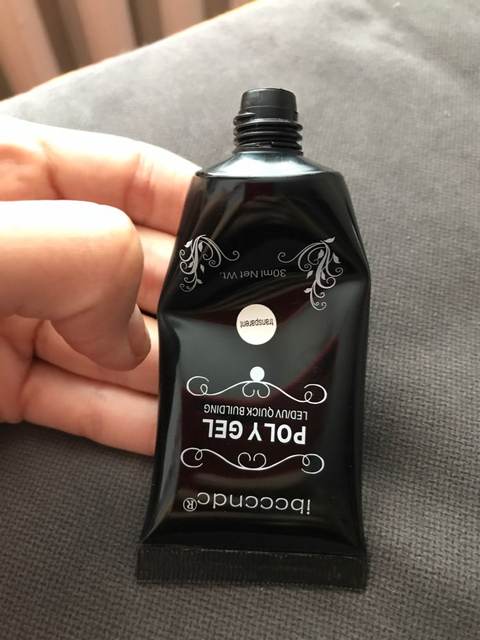 ibcccndc®
POLY GEL
LED/UV QUICK BUILDING
transparent
30ml Net Wt.